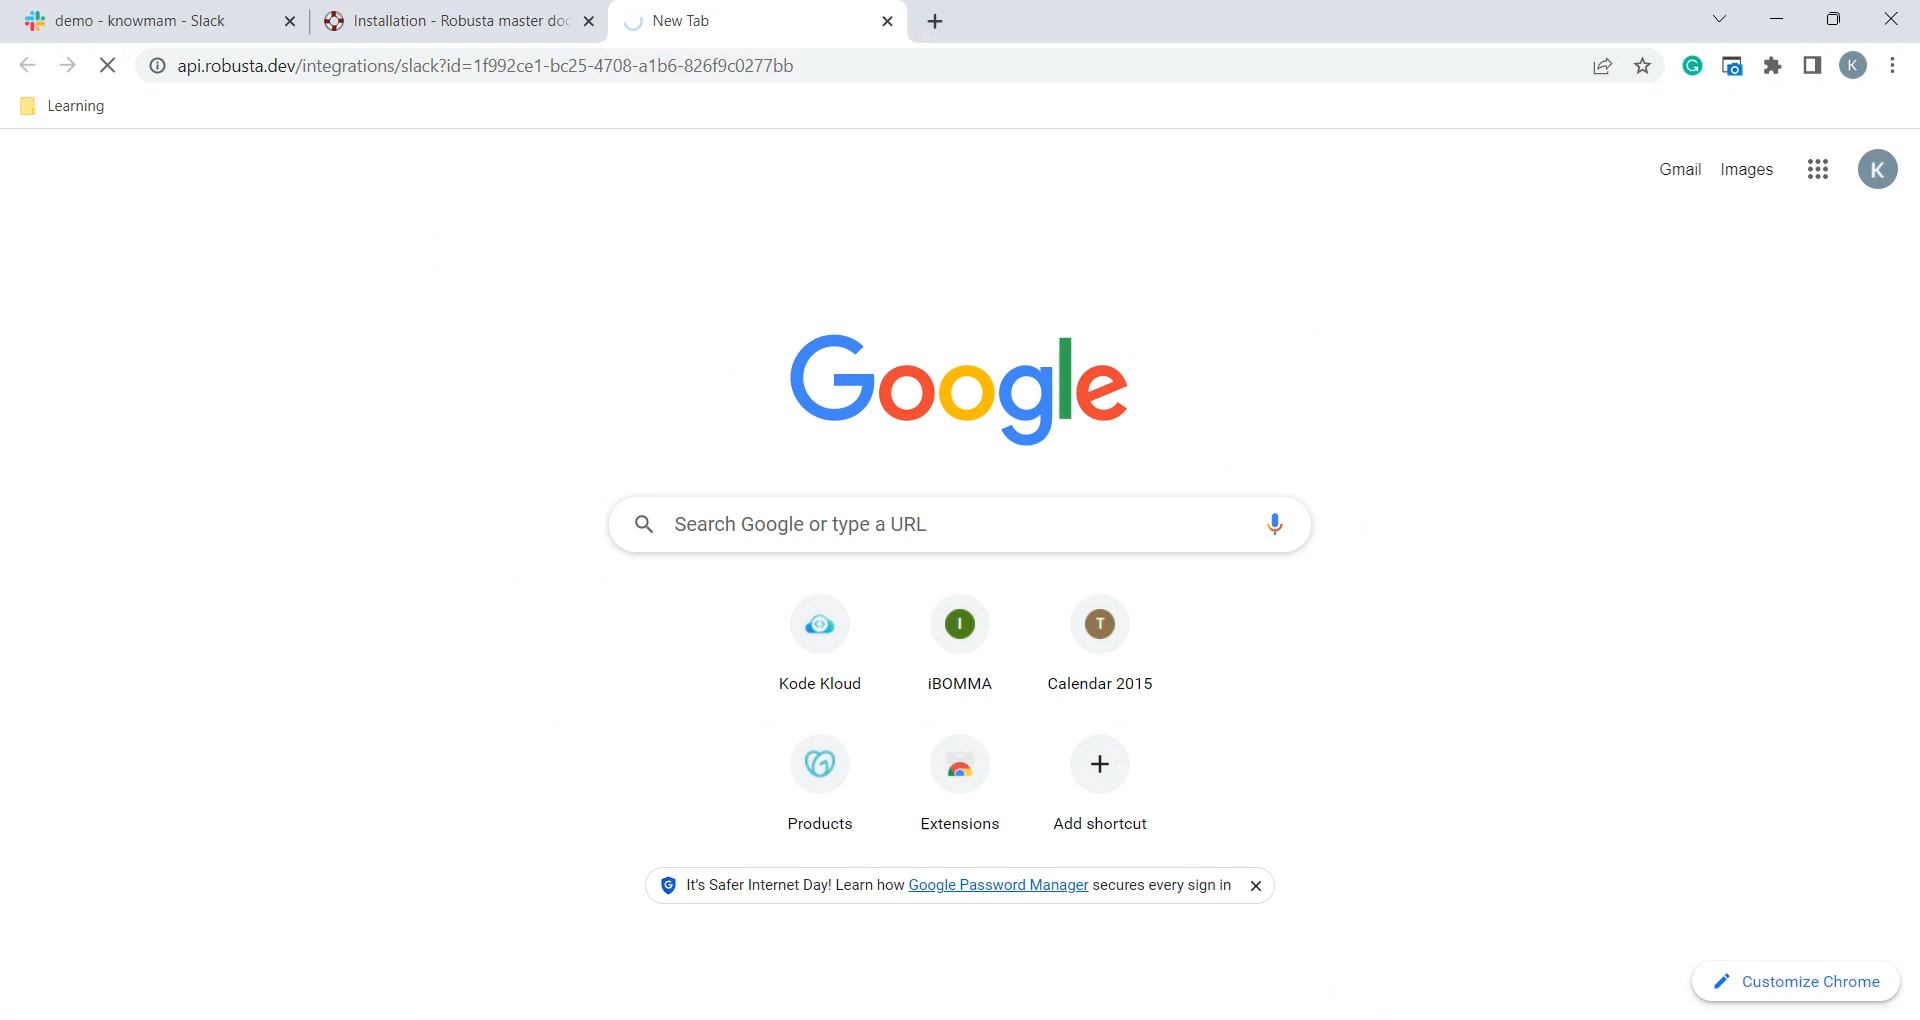 demo - knowmam - Slack
Installation - Robusta master doc
New Tab
api.robusta.dev/integrations/slack?id=1f992ce1-bc25-4708-a1b6-826f9c0277bb
K
Learning
Gmail Images
K
Google
Search Google or type a URL
I
T
Kode Kloud
iBOMMA
Calendar 2015
Products
Extensions
Add shortcut
It's Safer Internet Day! Learn how Google Password Manager secures every sign in
Customize Chrome